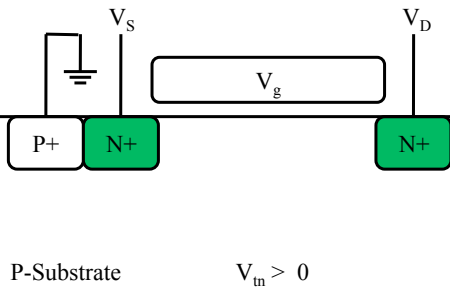 V_S V_D
V_g
P+ N+ N+
P-Substrate V_tn > 0